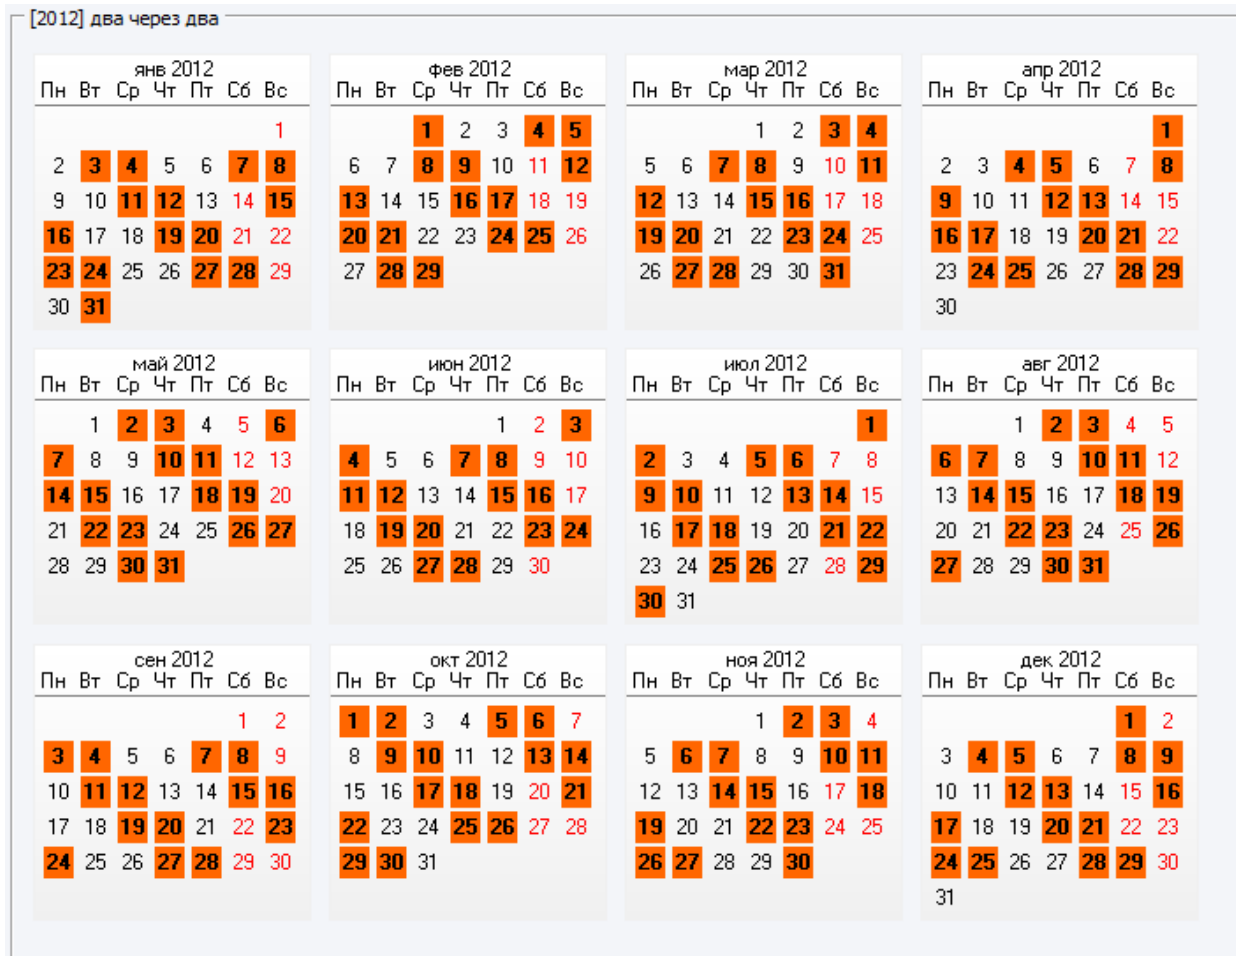 [2012] два через два
янв 2012 фев 2012 мар 2012 апр 2012
Пн Вт Ср Чт Пт Сб Вс Пн Вт Ср Чт Пт Сб Вс Пн Вт Ср Чт Пт Сб Вс Пн Вт Ср Чт Пт Сб Вс
1 1 2 3 4 5 1 2 3 4 1
2 3 4 5 6 7 8 6 7 8 9 10 11 12 5 6 7 8 9 10 11 2 3 4 5 6 7 8
9 10 11 12 13 14 15 13 14 15 16 17 18 19 12 13 14 15 16 17 18 9 10 11 12 13 14 15
16 17 18 19 20 21 22 20 21 22 23 24 25 26 19 20 21 22 23 24 25 16 17 18 19 20 21 22
23 24 25 26 27 28 29 27 28 29 26 27 28 29 30 31 23 24 25 26 27 28 29
30 31 30
май 2012 июн 2012 июл 2012 авг 2012
Пн Вт Ср Чт Пт Сб Вс Пн Вт Ср Чт Пт Сб Вс Пн Вт Ср Чт Пт Сб Вс Пн Вт Ср Чт Пт Сб Вс
1 2 3 4 5 6 1 2 3 1 1 2 3 4 5
7 8 9 10 11 12 13 4 5 6 7 8 9 10 2 3 4 5 6 7 8 6 7 8 9 10 11 12
14 15 16 17 18 19 20 11 12 13 14 15 16 17 9 10 11 12 13 14 15 13 14 15 16 17 18 19
21 22 23 24 25 26 27 18 19 20 21 22 23 24 16 17 18 19 20 21 22 20 21 22 23 24 25 26
28 29 30 31 25 26 27 28 29 30 23 24 25 26 27 28 29 27 28 29 30 31
30 31
сен 2012 окт 2012 ноя 2012 дек 2012
Пн Вт Ср Чт Пт Сб Вс Пн Вт Ср Чт Пт Сб Вс Пн Вт Ср Чт Пт Сб Вс Пн Вт Ср Чт Пт Сб Вс
1 2 1 2 3 4 5 6 7 1 2 3 4 1 2
3 4 5 6 7 8 9 8 9 10 11 12 13 14 5 6 7 8 9 10 11 3 4 5 6 7 8 9
10 11 12 13 14 15 16 15 16 17 18 19 20 21 12 13 14 15 16 17 18 10 11 12 13 14 15 16
17 18 19 20 21 22 23 22 23 24 25 26 27 28 19 20 21 22 23 24 25 17 18 19 20 21 22 23
24 25 26 27 28 29 30 29 30 31 26 27 28 29 30 24 25 26 27 28 29 30
31